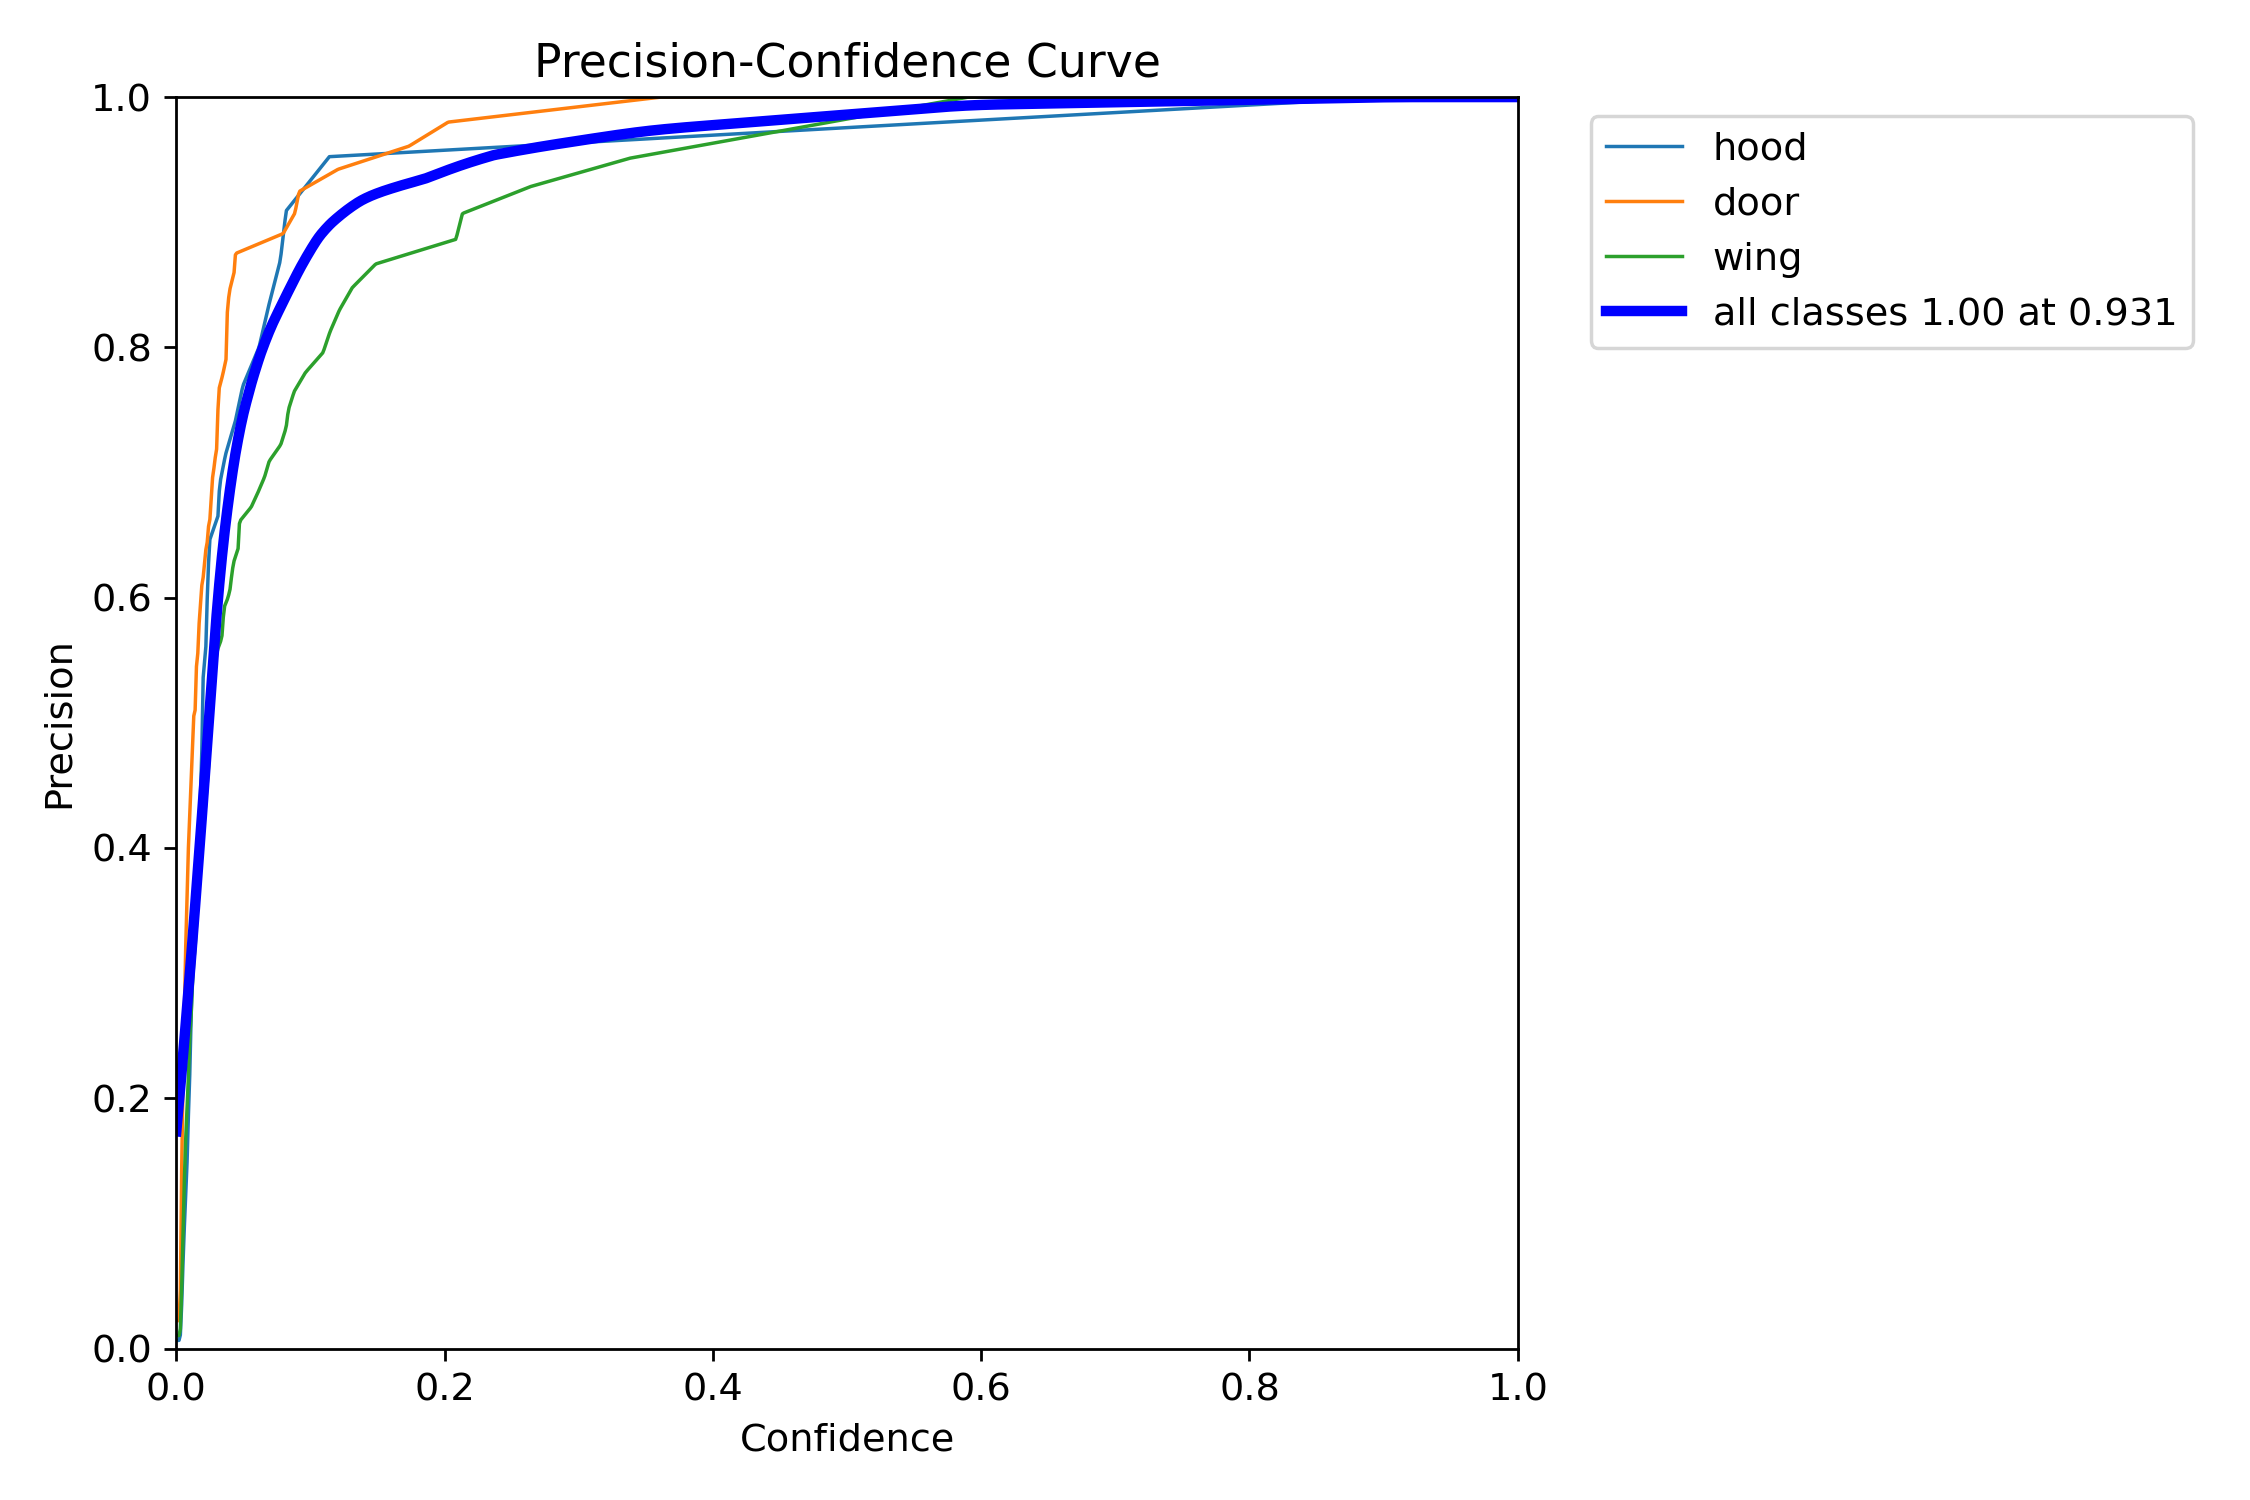 Precision-Confidence Curve
1.0
0.8
0.6
0.4
0.2
0.0
Precision
0.0 0.2 0.4 0.6 0.8 1.0
Confidence
hood
door
wing
all classes 1.00 at 0.931